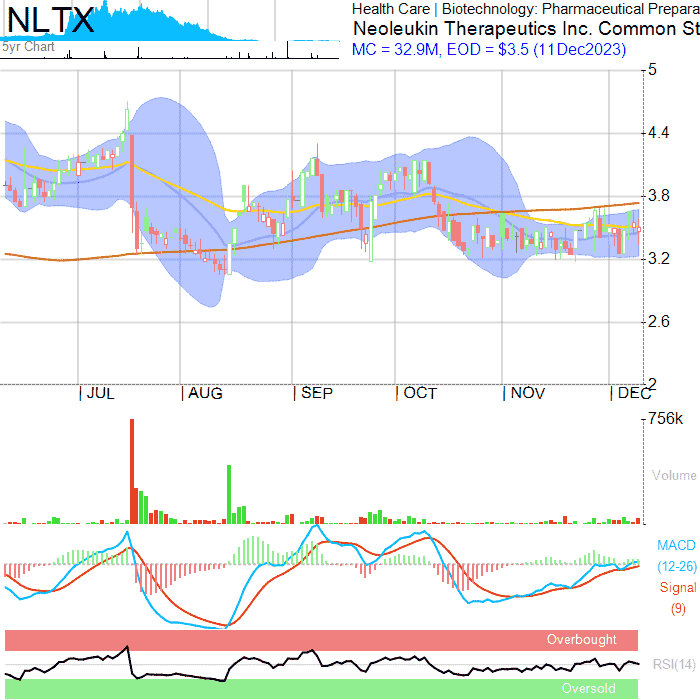 NLTX
5yr Chart
Health Care | Biotechnology: Pharmaceutical Prepara
Neoleukin Therapeutics Inc. Common St
MC = 32.9M, EOD = $3.5 (11Dec2023)
5
4.4
3.8
3.2
2.6
2
JUL AUG SEP OCT NOV DEC
756k
Volume
MACD
(12-26)
Signal
(9)
Overbought
RSI(14)
Oversold